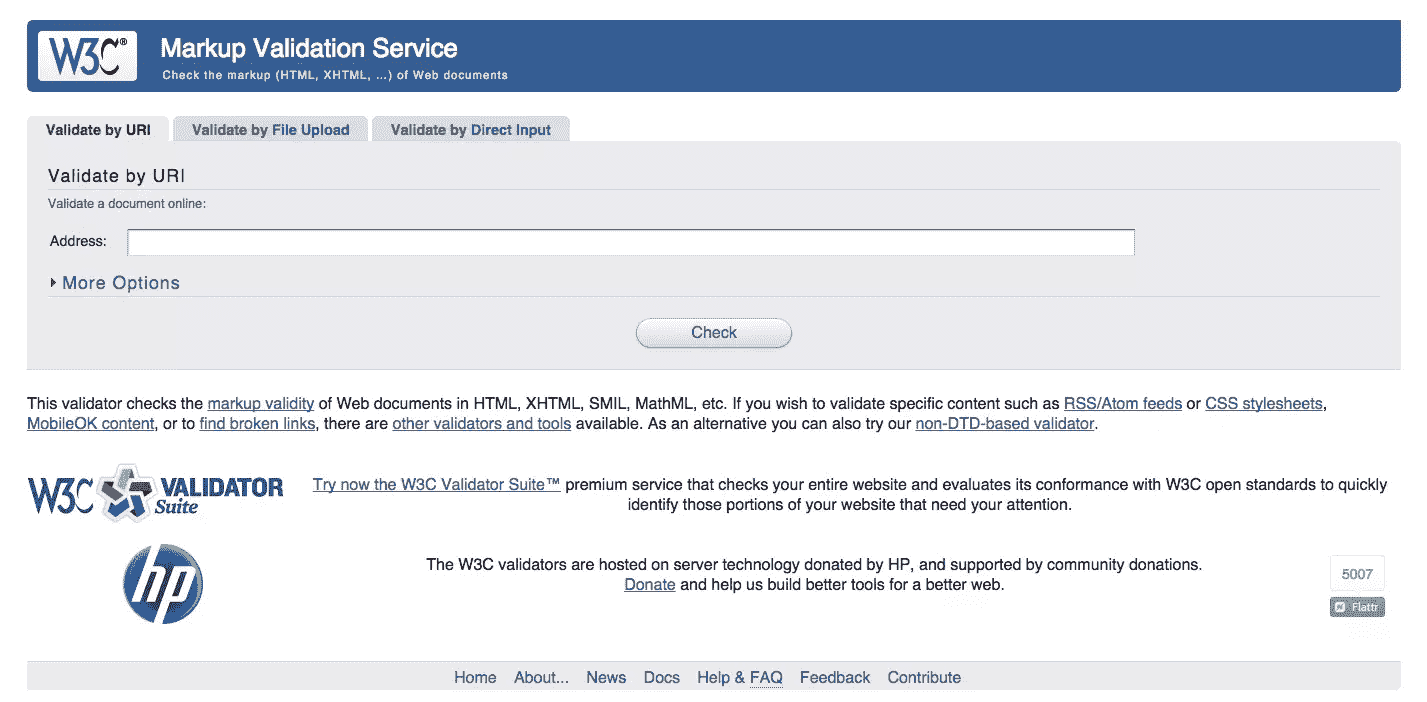 W3C® Markup Validation Service
Check the markup (HTML, XHTML, ...) of Web documents
Validate by URI Validate by File Upload Validate by Direct Input
Validate by URI
Validate a document online:
Address:
More Options
Check
This validator checks the markup validity of Web documents in HTML, XHTML, SMIL, MathML, etc. If you wish to validate specific content such as RSS/Atom feeds or CSS stylesheets,
MobileOK content, or to find broken links, there are other validators and tools available. As an alternative you can also try our non-DTD-based validator.
W3C VALIDATOR
Suite
Try now the W3C Validator Suite™ premium service that checks your entire website and evaluates its conformance with W3C open standards to quickly
identify those portions of your website that need your attention.
hp
The W3C validators are hosted on server technology donated by HP, and supported by community donations.
Donate and help us build better tools for a better web.
5007
Flattr
Home About... News Docs Help & FAQ Feedback Contribute